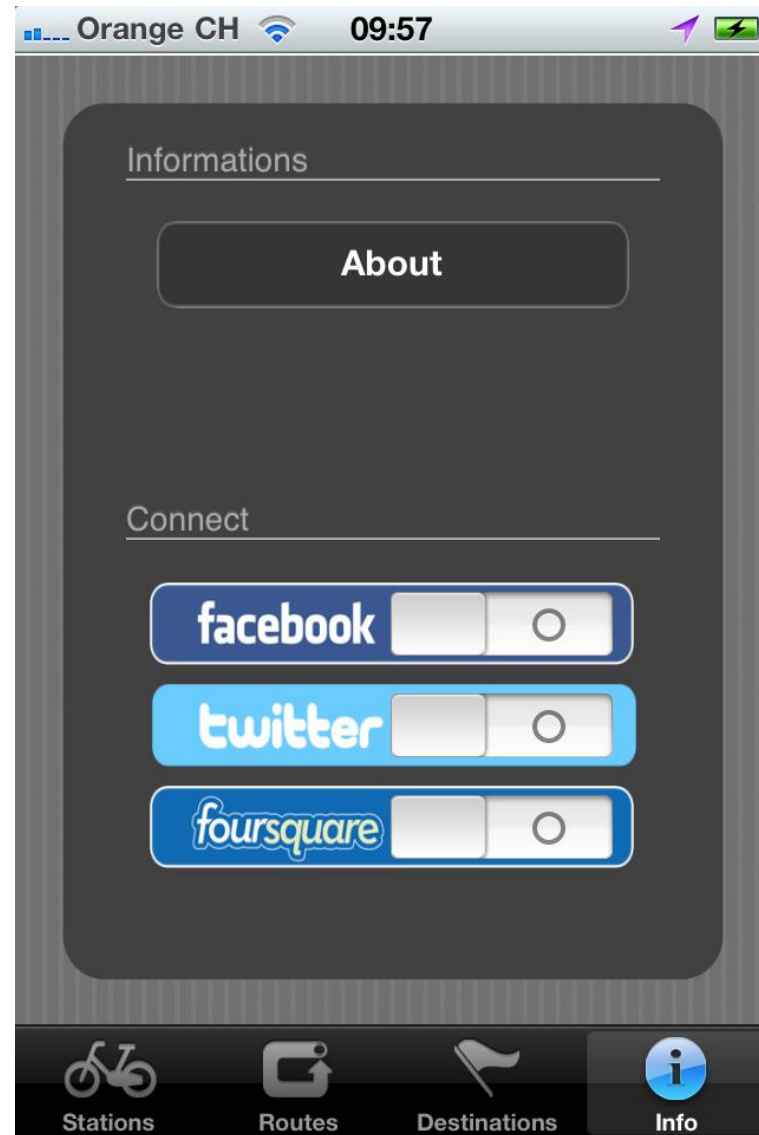 Orange CH 09:57
Informations
About
Connect
facebook
twitter
foursquare
Stations Routes Destinations Info